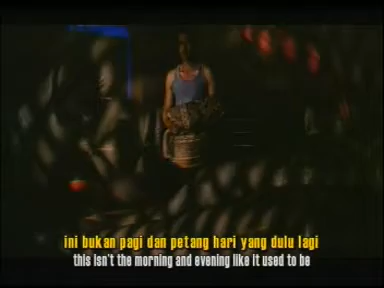 ini bukan pagi dan petang hari yang dulu lagi
this isn't the morning and evening like it used to be